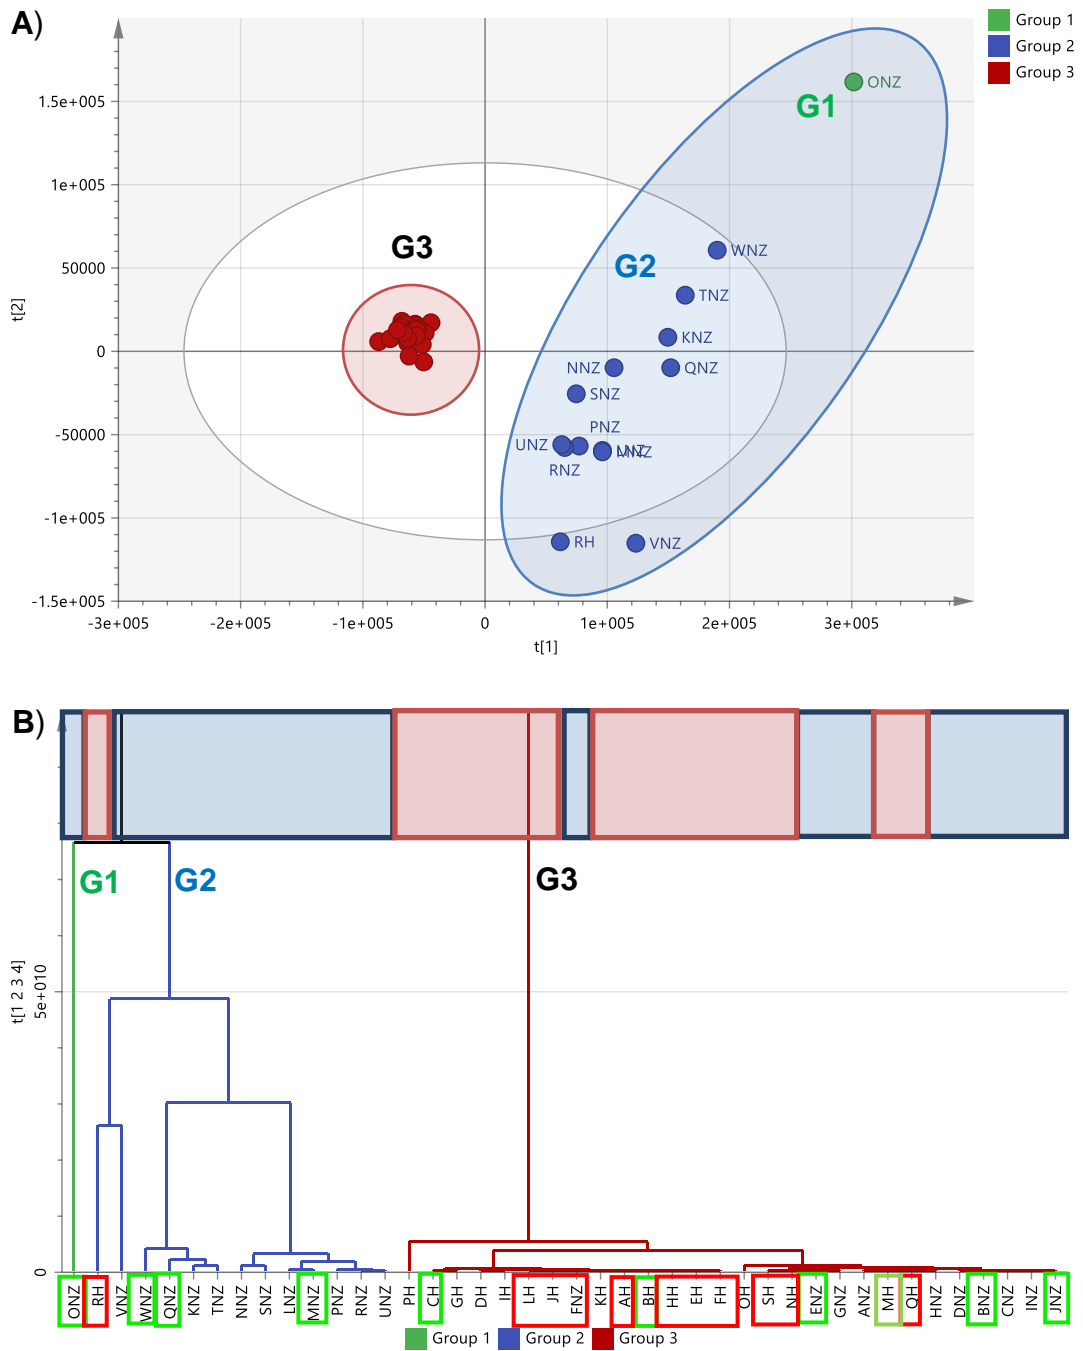 A)
Group 1
Group 2
Group 3
1.5e+005
1e+005
50000
0
-50000
-1e+005
-1.5e+005
t[2]
G1
ONZ
G3
G2
WNZ
TNZ
KNZ
NNZ
QNZ
SNZ
PNZ
UNZ
MNZ
RNZ
RH
VNZ
-3e+005 -2e+005 -1e+005 0 1e+005 2e+005 3e+005
t[1]
B)
G1 G2 G3
t[1 2 3 4]
5e+010
0
ONZ RH VNZ WNZ QNZ KNZ TNZ NNZ SNZ LNZ MNZ PNZ RNZ UNZ PH CH GH DH IH LH JH FNZ KH AH BH HH EH FH OH SH NH ENZ GNZ ANZ MH QH HNZ DNZ BNZ CNZ INZ JNZ
Group 1 Group 2 Group 3